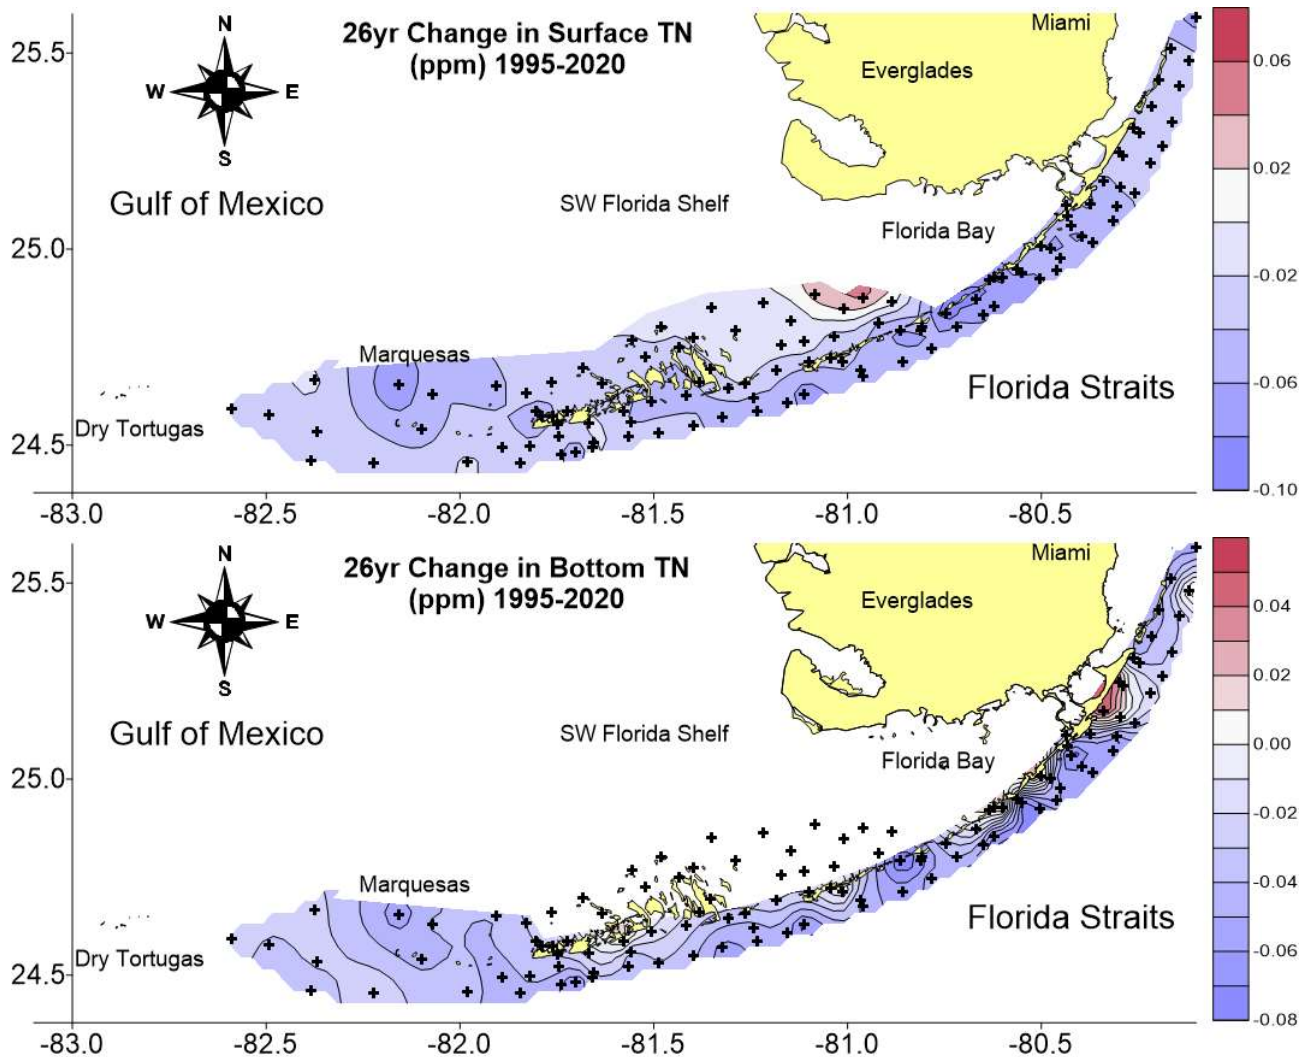 26yr Change in Surface TN
(ppm) 1995-2020
N
W
E
S
Miami
Everglades
Gulf of Mexico
SW Florida Shelf
Florida Bay
Marquesas
Dry Tortugas
Florida Straits
25.5
25.0
24.5
-83.0
-82.5
-82.0
-81.5
-81.0
-80.5
0.06
0.02
-0.02
-0.06
-0.10
26yr Change in Bottom TN
(ppm) 1995-2020
N
W
E
S
Miami
Everglades
Gulf of Mexico
SW Florida Shelf
Florida Bay
Marquesas
Dry Tortugas
Florida Straits
25.5
25.0
24.5
-83.0
-82.5
-82.0
-81.5
-81.0
-80.5
0.04
0.02
0.00
-0.02
-0.04
-0.06
-0.08